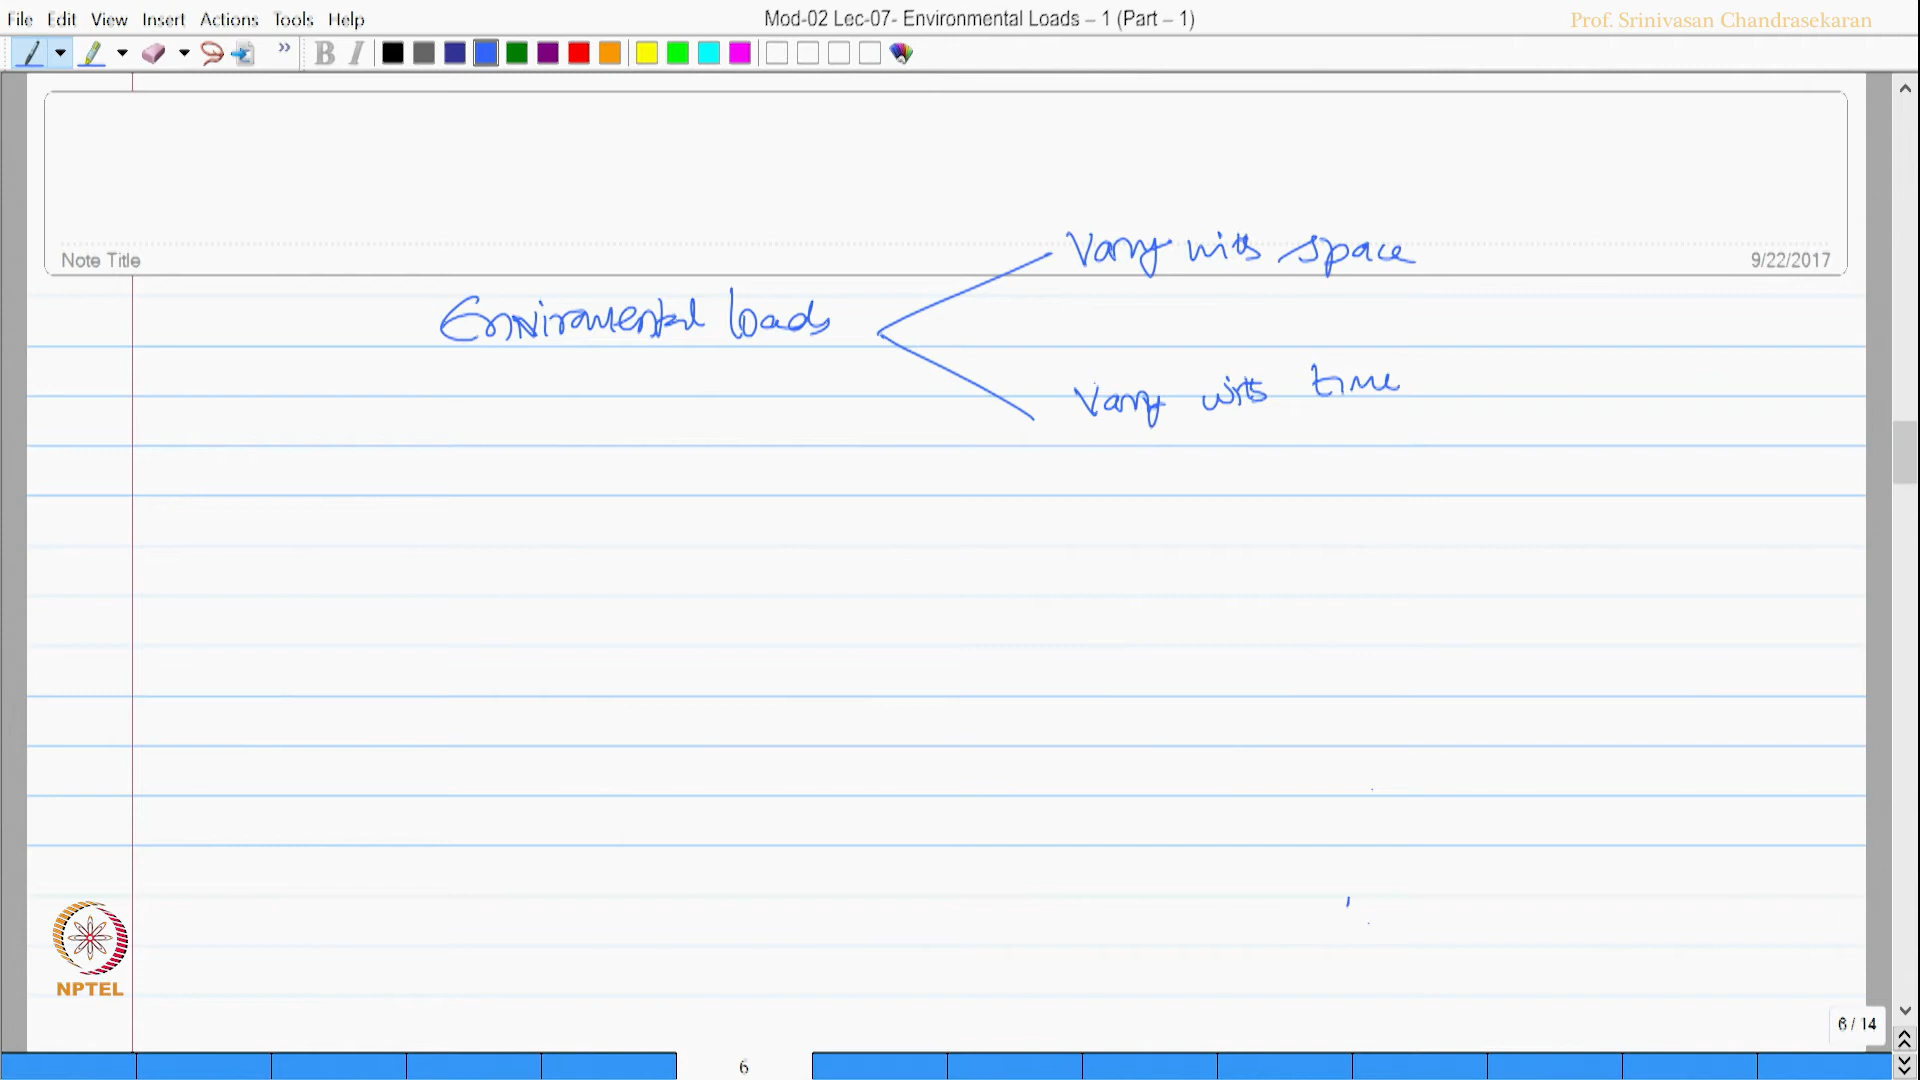 File Edit View Insert Actions Tools Help
Mod-02 Lec-07- Environmental Loads – 1 (Part – 1)
Prof. Srinivasan Chandrasekaran
B I
Vary with space
Note Title
9/22/2017
Environmental loads
Vary with time
NPTEL
6 / 14
6